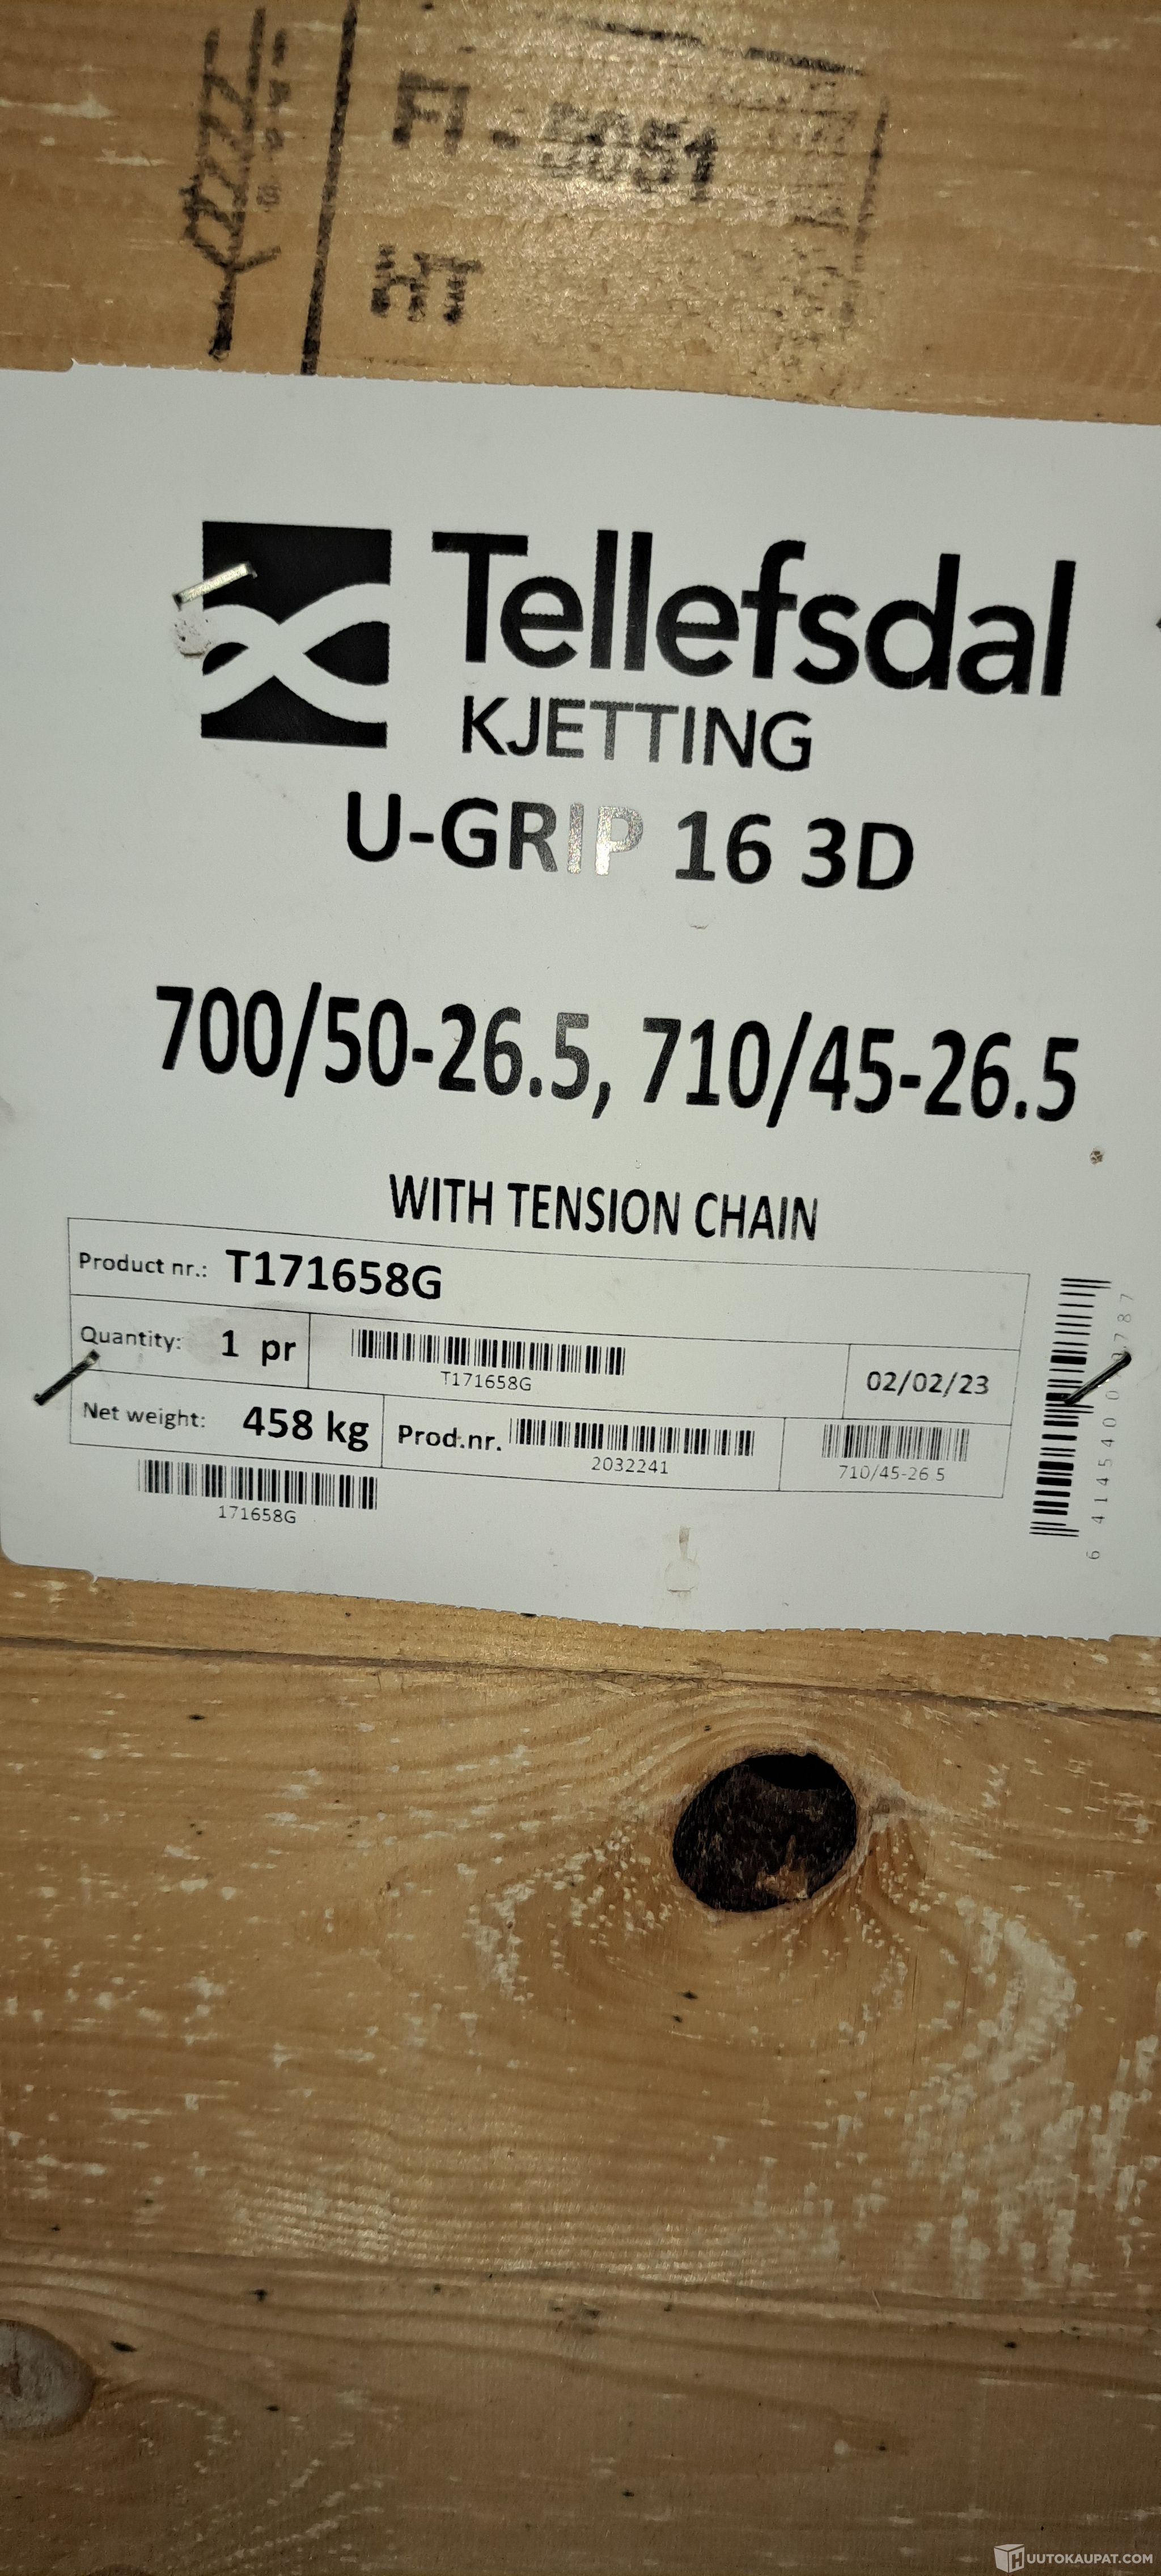 FI - 5051
HT
Tellefsdal
KJETTING
U-GRIP 16 3D
700/50-26.5, 710/45-26.5
WITH TENSION CHAIN
Product nr.: T171658G
Quantity: 1 pr
T171658G
02/02/23
Net weight: 458 kg
Prod.nr.
2032241
710/45-26.5
171658G
HUUTOKAUPAT.COM